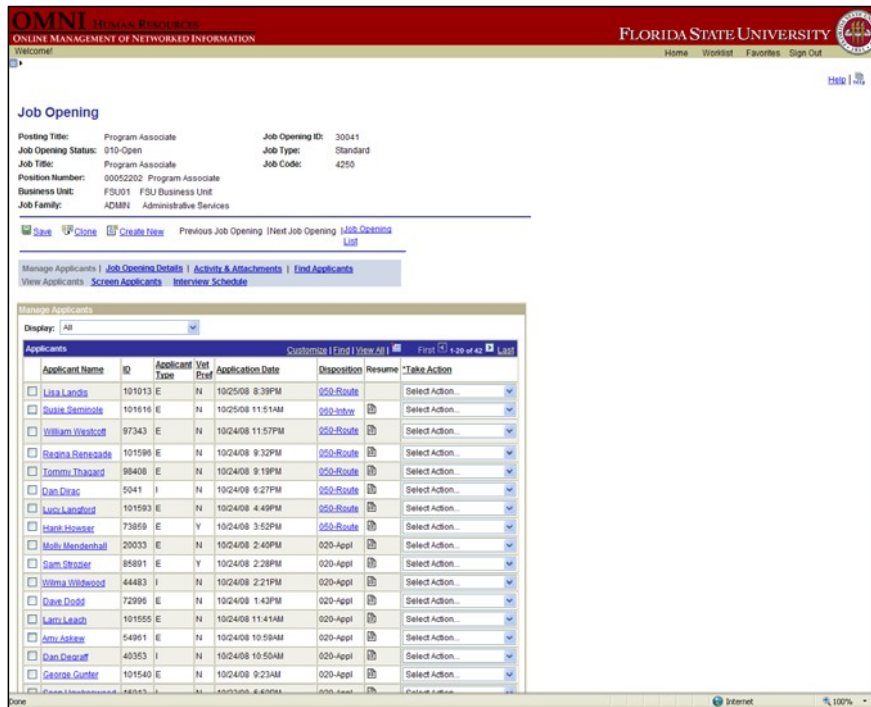 OMNI HUMAN RESOURCES
ONLINE MANAGEMENT OF NETWORKED INFORMATION
FLORIDA STATE UNIVERSITY
Welcome!
Home Worklist Favorites Sign Out
Help
Job Opening
Posting Title: Program Associate Job Opening ID: 30041
Job Opening Status: 010-Open Job Type: Standard
Job Title: Program Associate Job Code: 4250
Position Number: 00052202 Program Associate
Business Unit: FSU01 FSU Business Unit
Job Family: ADMIN Administrative Services
Save Clone Create New Previous Job Opening |Next Job Opening |Job Opening
List
Manage Applicants | Job Opening Details | Activity & Attachments | Find Applicants
View Applicants Screen Applicants Interview Schedule
Manage Applicants
Display: All
Applicants Customize | Find | View All | First 1-20 of 42 Last
Applicant Name ID Applicant Type Vet Pref Application Date Disposition Resume *Take Action
Lisa Landis 101013 E N 10/25/08 8:39PM 050-Route Select Action...
Susie Seminole 101616 E N 10/25/08 11:51AM 060-Intvw Select Action...
William Westcott 97343 E N 10/24/08 11:57PM 050-Route Select Action...
Regina Renegade 101596 E N 10/24/08 9:32PM 050-Route Select Action...
Tommy Thagard 98408 E N 10/24/08 9:19PM 050-Route Select Action...
Dan Dirac 5041 I N 10/24/08 6:27PM 050-Route Select Action...
Lucy Langford 101593 E N 10/24/08 4:49PM 050-Route Select Action...
Hank Howser 73859 E Y 10/24/08 3:52PM 050-Route Select Action...
Molly Mendenhall 20033 E N 10/24/08 2:40PM 020-Appl Select Action...
Sam Strozier 85891 E Y 10/24/08 2:28PM 020-Appl Select Action...
Wilma Wildwood 44483 I N 10/24/08 2:21PM 020-Appl Select Action...
Dave Dodd 72996 E N 10/24/08 1:43PM 020-Appl Select Action...
Larry Leach 101555 E N 10/24/08 11:41AM 020-Appl Select Action...
Amy Askew 54961 E N 10/24/08 10:59AM 020-Appl Select Action...
Dan Degraff 40353 I N 10/24/08 10:50AM 020-Appl Select Action...
George Gunter 101540 E N 10/24/08 9:23AM 020-Appl Select Action...
Done Internet 100%